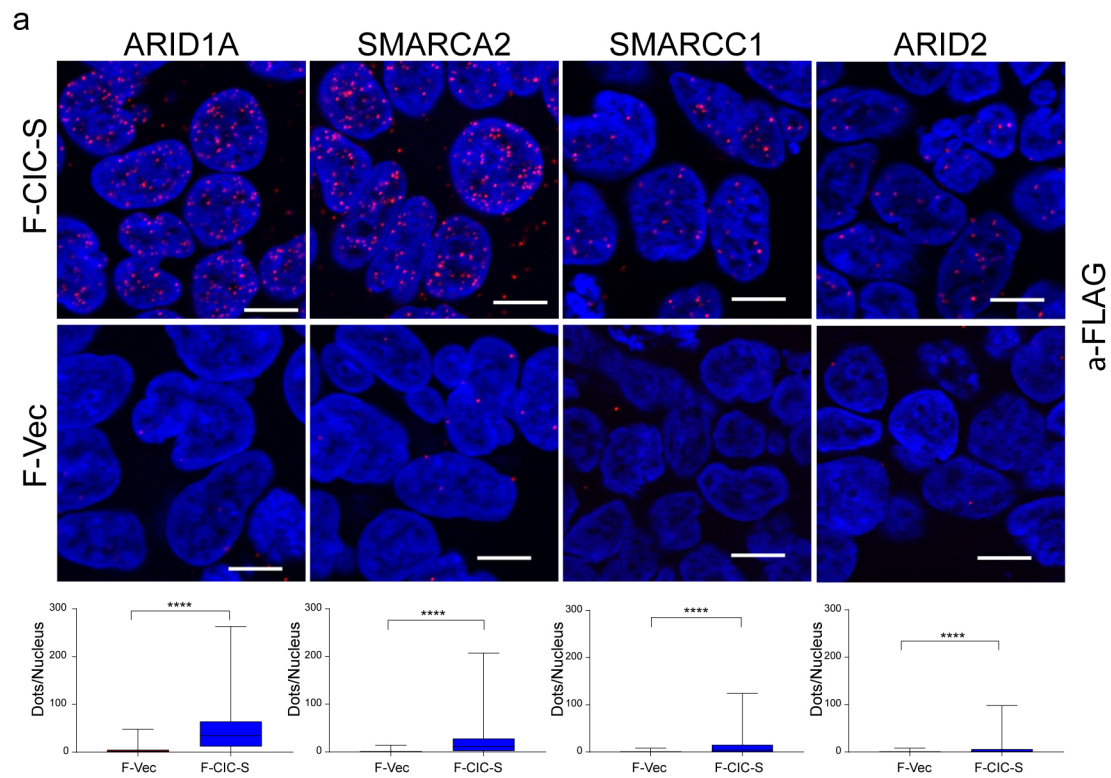 a
ARID1A SMARCA2 SMARCC1 ARID2
F-CIC-S
F-Vec
a-FLAG
Dots/Nucleus
300
200
100
0
****
F-Vec F-CIC-S
Dots/Nucleus
300
200
100
0
****
F-Vec F-CIC-S
Dots/Nucleus
300
200
100
0
****
F-Vec F-CIC-S
Dots/Nucleus
300
200
100
0
****
F-Vec F-CIC-S